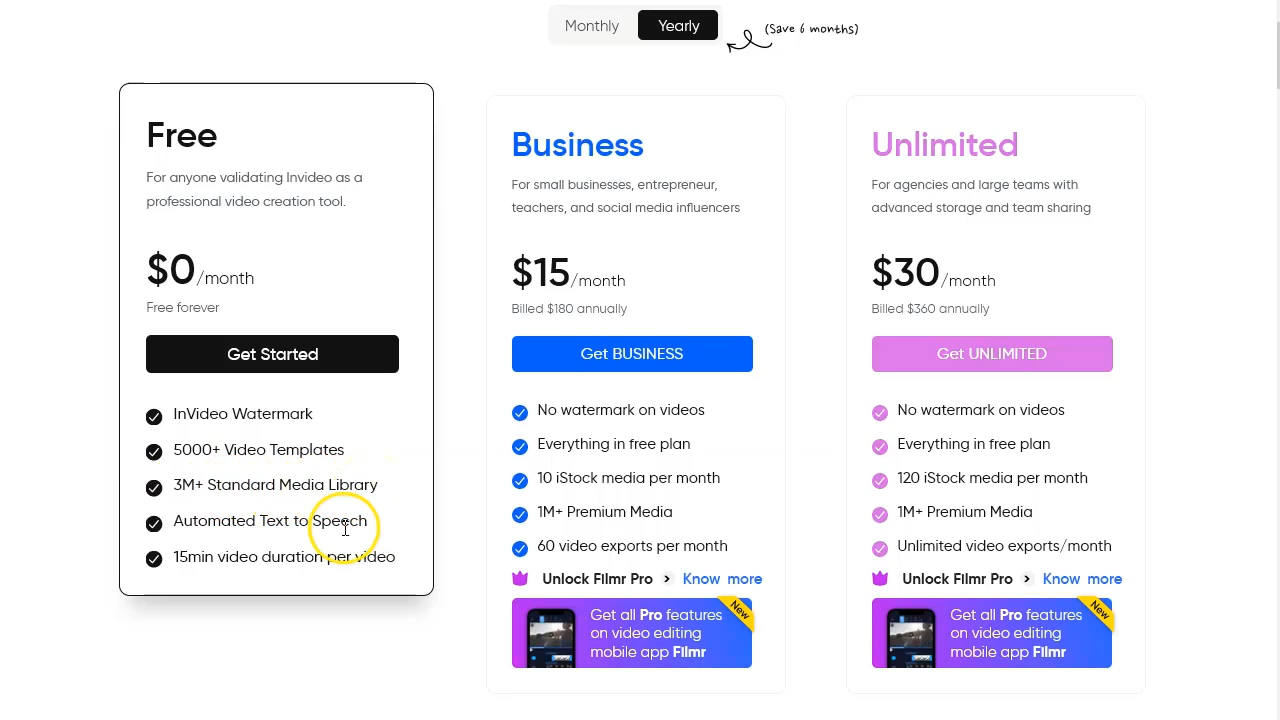 Monthly
Yearly
(Save 6 months)
Free
For anyone validating Invideo as a
professional video creation tool.
$0/month
Free forever
Get Started
InVideo Watermark
5000+ Video Templates
3M+ Standard Media Library
Automated Text to Speech
15min video duration per video
Business
For small businesses, entrepreneur,
teachers, and social media influencers
$15/month
Billed $180 annually
Get BUSINESS
No watermark on videos
Everything in free plan
10 iStock media per month
1M+ Premium Media
60 video exports per month
Unlock Filmr Pro > Know more
Get all Pro features
on video editing
mobile app Filmr
New
Unlimited
For agencies and large teams with
advanced storage and team sharing
$30/month
Billed $360 annually
Get UNLIMITED
No watermark on videos
Everything in free plan
120 iStock media per month
1M+ Premium Media
Unlimited video exports/month
Unlock Filmr Pro > Know more
Get all Pro features
on video editing
mobile app Filmr
New